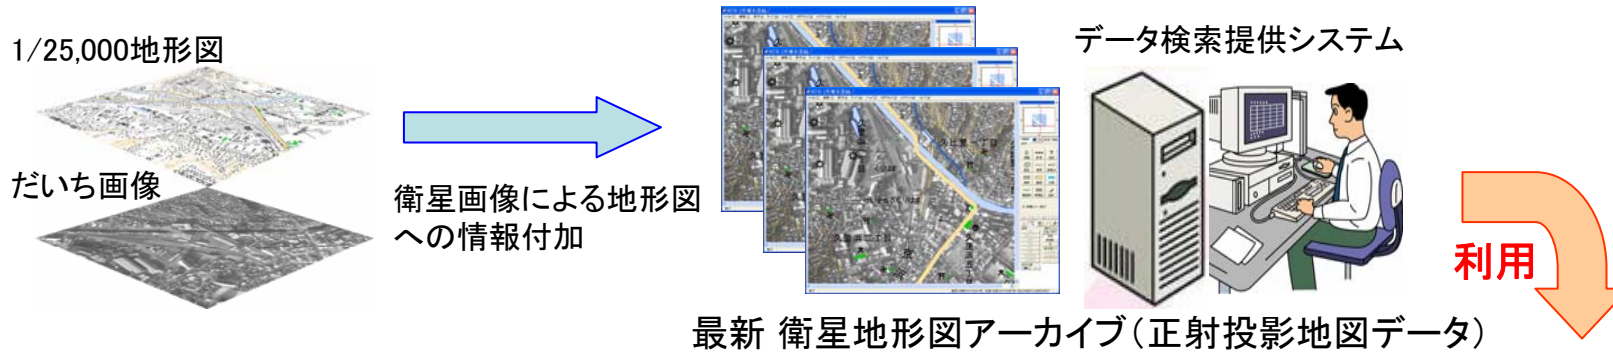 1/25,000地形図
だいち画像
衛星画像による地形図
への情報付加
データ検索提供システム
利用
最新 衛星地形図アーカイブ（正射投影地図データ）